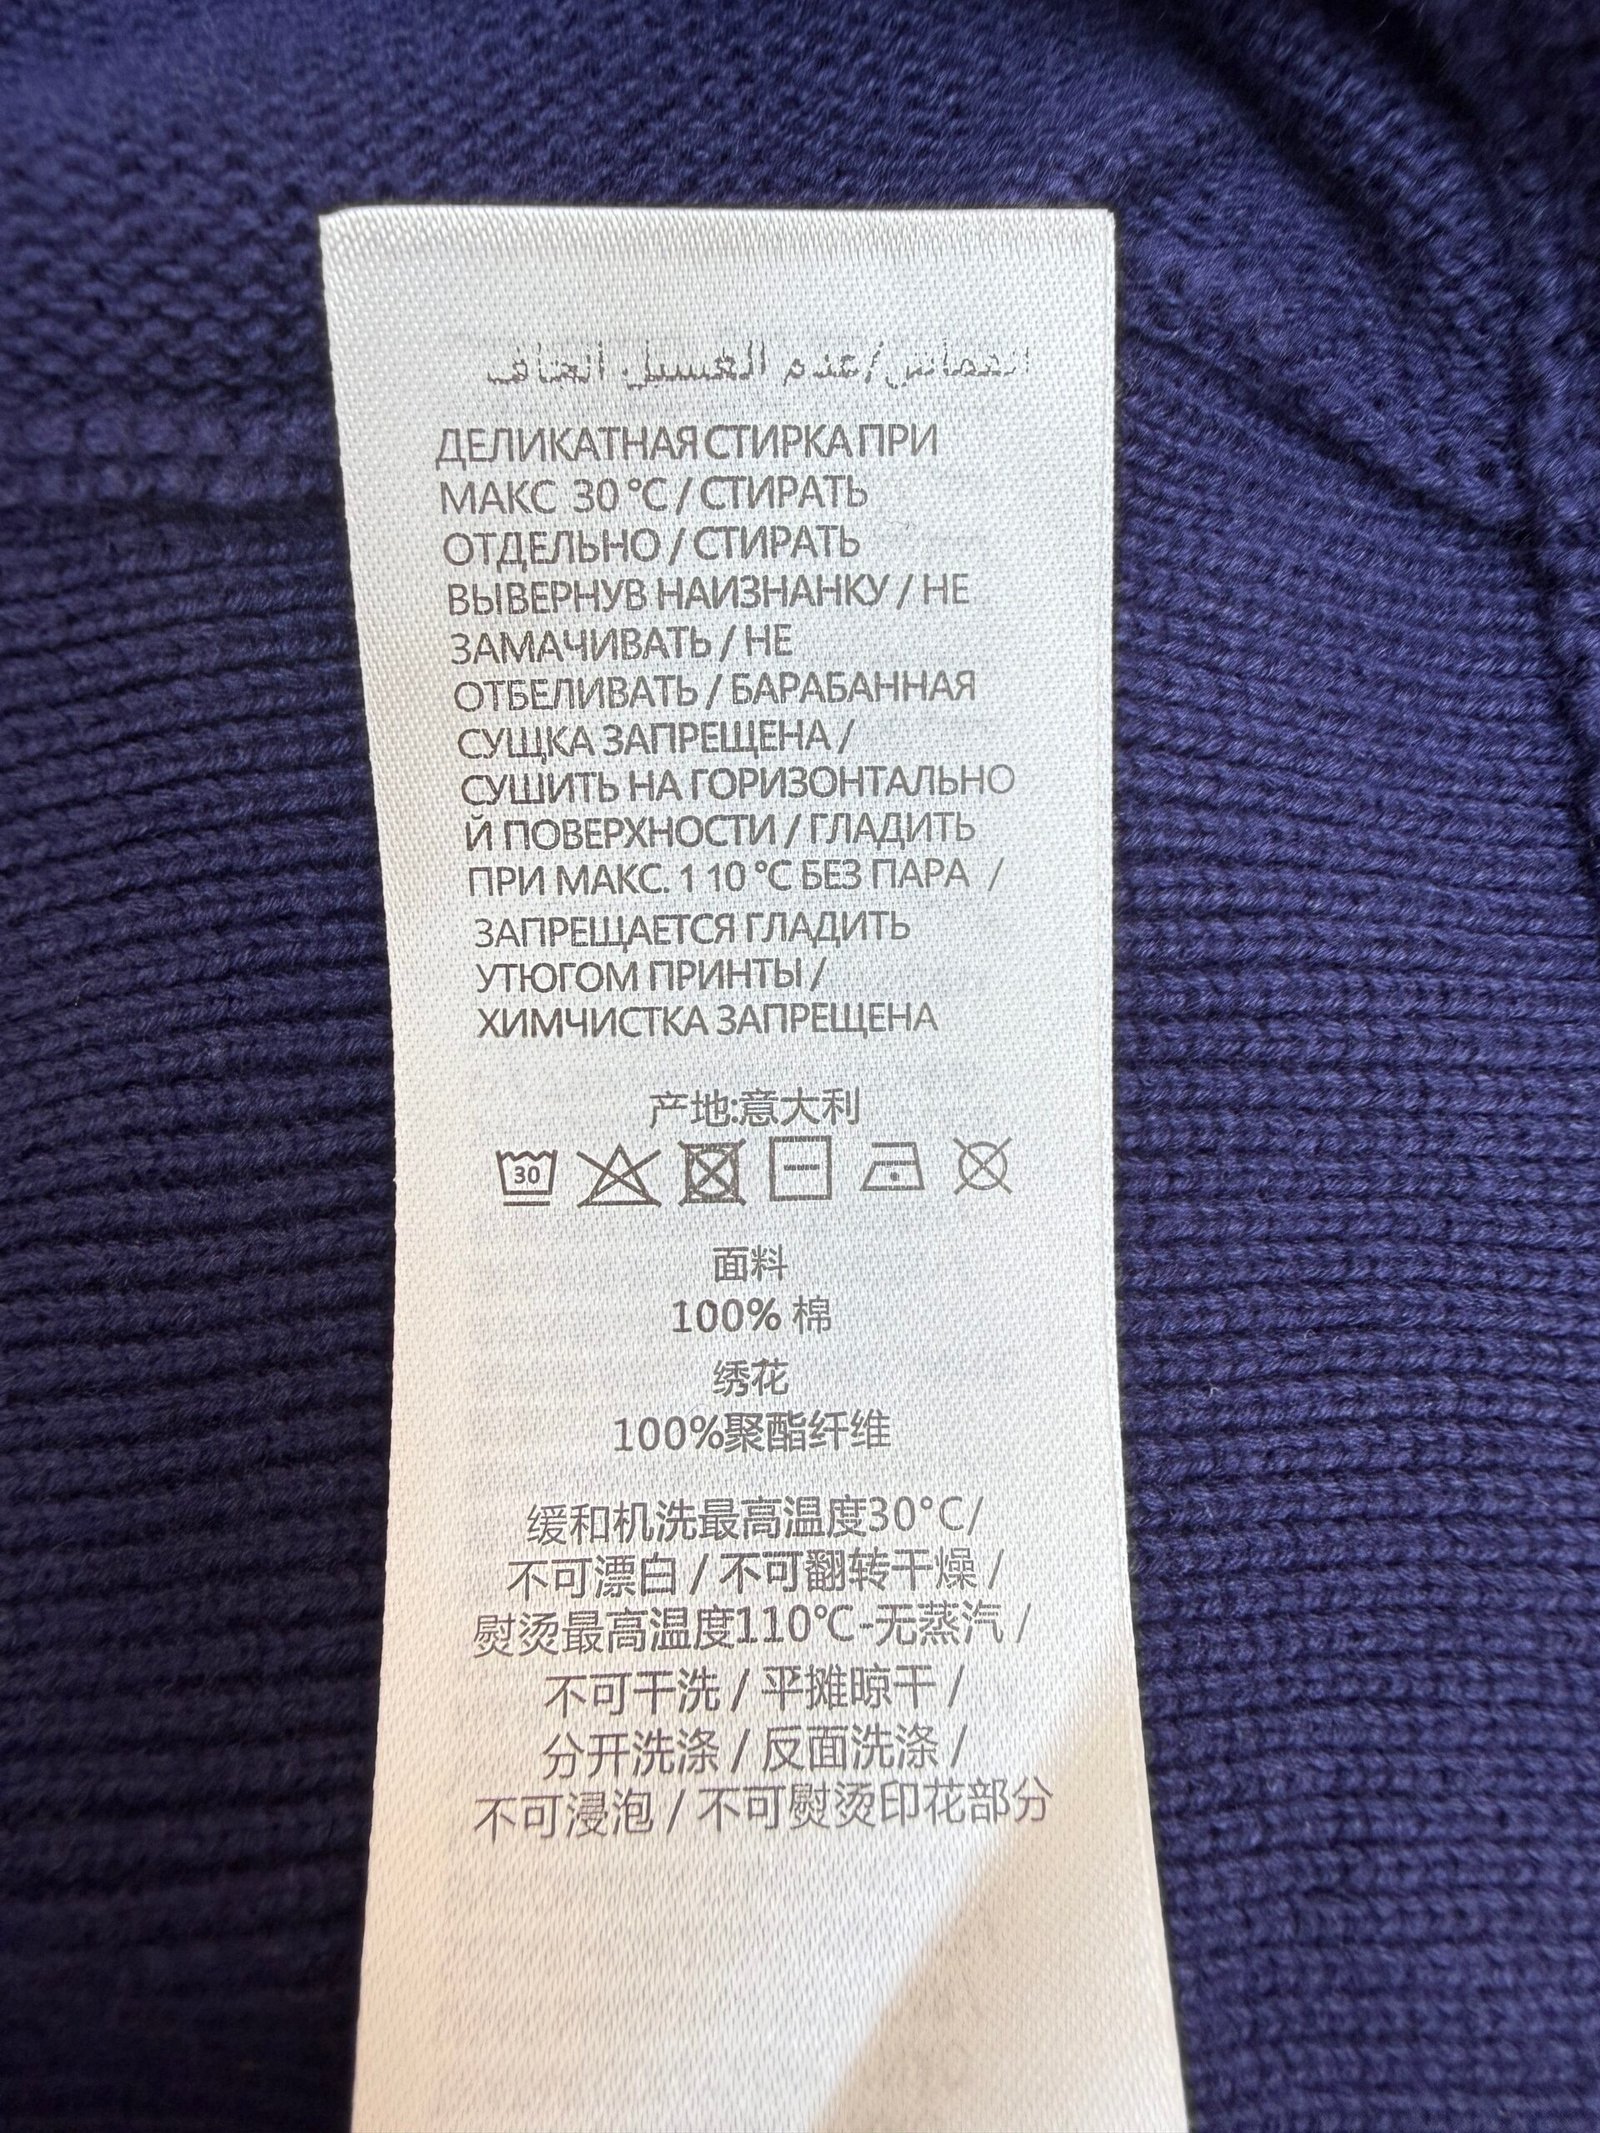 ДЕЛИКАТНАЯ СТИРКА ПРИ
МАКС 30 °C / СТИРАТЬ
ОТДЕЛЬНО / СТИРАТЬ
ВЫВЕРНУВ НАИЗНАНКУ / НЕ
ЗАМАЧИВАТЬ / НЕ
ОТБЕЛИВАТЬ / БАРАБАННАЯ
СУЩКА ЗАПРЕЩЕНА /
СУШИТЬ НА ГОРИЗОНТАЛЬНО
Й ПОВЕРХНОСТИ / ГЛАДИТЬ
ПРИ МАКС. 110 °C БЕЗ ПАРА /
ЗАПРЕЩАЕТСЯ ГЛАДИТЬ
УТЮГОМ ПРИНТЫ /
ХИМЧИСТКА ЗАПРЕЩЕНА
产地:意大利
30
面料
100% 棉
绣花
100%聚酯纤维
缓和机洗最高温度30°C/
不可漂白 / 不可翻转干燥 /
熨烫最高温度110℃-无蒸汽 /
不可干洗 / 平摊晾干 /
分开洗涤 / 反面洗涤 /
不可浸泡 / 不可熨烫印花部分